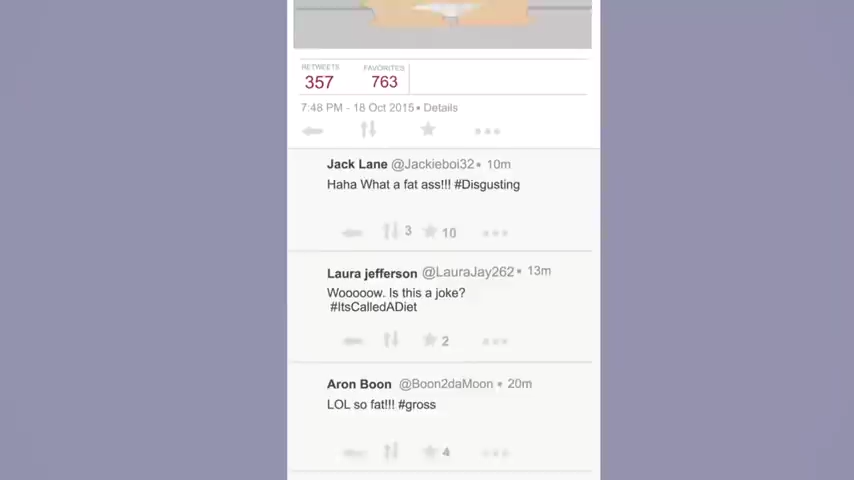 RETWEETS FAVORITES
357 763
7:48 PM - 18 Oct 2015 • Details
Jack Lane @Jackieboi32 • 10m
Haha What a fat ass!!! #Disgusting
3 10
Laura jefferson @LauraJay262 • 13m
Wooooow. Is this a joke?
#ItsCalledADiet
2
Aron Boon @Boon2daMoon • 20m
LOL so fat!!! #gross
4